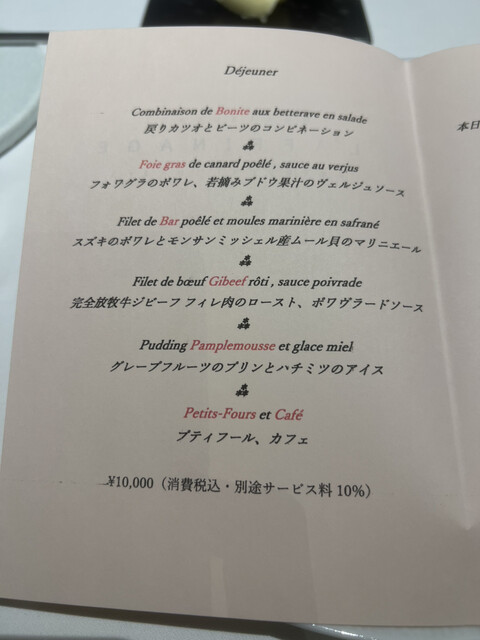 Déjeuner
Combinaison de Bonite aux betterave en salade
戻りカツオとビーツのコンビネーション
Foie gras de canard poêlé , sauce au verjus
フォワグラのポワレ、若摘みブドウ果汁のヴェルジュソース
Filet de Bar poêlé et moules marinière en safrané
スズキのポワレとモンサンミッシェル産ムール貝のマリニエール
Filet de bœuf Gibeef rôti , sauce poivrade
完全放牧牛ジビーフ フィレ肉のロースト、ポワヴラードソース
Pudding Pamplemousse et glace miel
グレープフルーツのプリンとハチミツのアイス
Petits-Fours et Café
プティフール、カフェ
¥10,000（消費税込・別途サービス料 10%）
本日